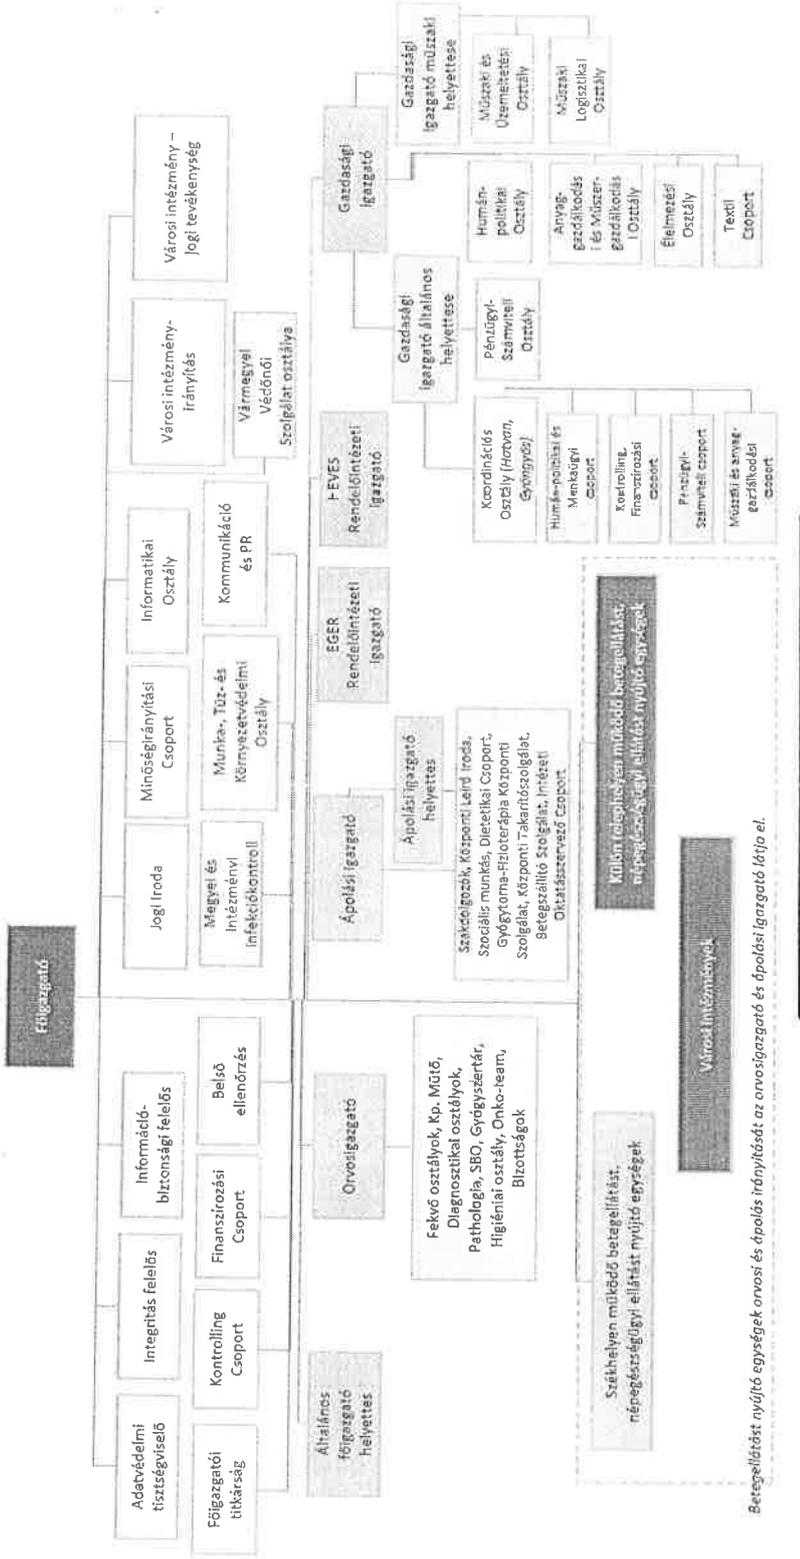 Főigazgató
Adatvédelmi
tisztségviselő
Integritás felelős
Információ-
biztonsági felelős
Jogi Iroda
Minőségirányítási
Csoport
Informatikai
Osztály
Városi intézmény-
irányítás
Városi intézmény –
Jogi tevékenység
Főigazgatói
titkárság
Kontrolling
Csoport
Finanszírozási
Csoport
Belső
ellenőrzés
Megyei és
Intézményi
Infekciókontroll
Munka-, Tűz- és
Környezetvédelmi
Osztály
Kommunikáció
és PR
Vármegyei
Védőnői
Szolgálat osztálya
Általános
főigazgató
helyettes
Orvosigazgató
Ápolási igazgató
EGER
Rendelőintézeti
Igazgató
HEVES
Rendelőintézeti
Igazgató
Gazdasági
Igazgató
Fekvő osztályok, Kp. Műtő,
Diagnosztikai osztályok,
Pathologia, SBO, Gyógyszertár,
Higiéniai osztály, Onko-team,
Bizottságok
Ápolási igazgató
helyettes
Szakdolgozók, Központi Leíró Iroda,
Szociális munkás, Dietetikai Csoport,
Gyógytorna-Fizioterápia Központi
Szolgálat, Központi Takarítószolgálat,
Betegszállító Szolgálat, Intézeti
Oktatásszervező Csoport
Gazdasági
igazgató általános
helyettese
Gazdasági
igazgató műszaki
helyettese
Koordinációs
Osztály (Hatvan,
Gyöngyös)
Pénzügyi-
Számviteli
Osztály
Humán-
politikai
Osztály
Műszaki és
Üzemeltetési
Osztály
Humán-politikai és
Munkaügyi
csoport
Anyag-
gazdálkodás
i és Műszer-
gazdálkodás
i Osztály
Műszaki
Logisztikai
Osztály
Kontrolling,
Finanszírozási
csoport
Élelmezési
Osztály
Pénzügyi-
Számviteli csoport
Textil
Csoport
Műszaki és anyag-
gazdálkodási
csoport
Székhelyen működő betegellátást,
népegészségügyi ellátást nyújtó egységek
Külön telephelyen működő betegellátást,
népegészségügyi ellátást nyújtó egységek
Városi Intézmények
Betegellátást nyújtó egységek orvosi és ápolás irányítását az orvosigazgató és ápolási igazgató látja el.